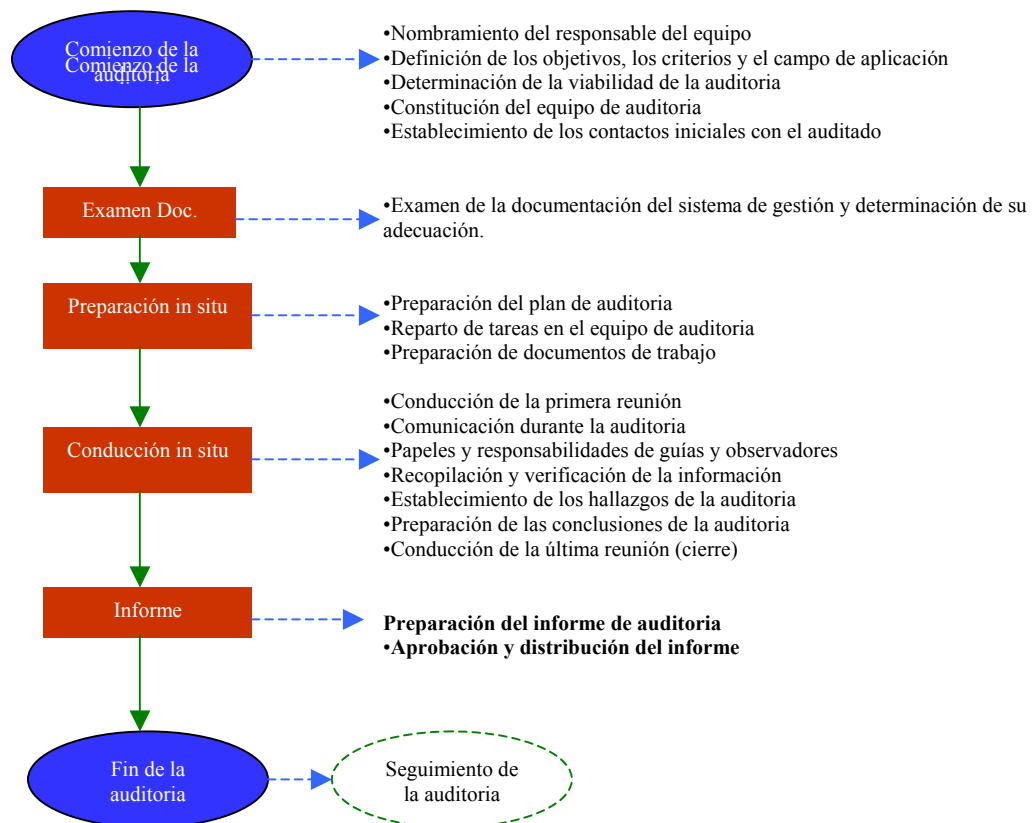 Comienzo de la
Comienzo de la
auditoria
•Nombramiento del responsable del equipo
•Definición de los objetivos, los criterios y el campo de aplicación
•Determinación de la viabilidad de la auditoria
•Constitución del equipo de auditoria
•Establecimiento de los contactos iniciales con el auditado
Examen Doc.
•Examen de la documentación del sistema de gestión y determinación de su
adecuación.
Preparación in situ
•Preparación del plan de auditoria
•Reparto de tareas en el equipo de auditoria
•Preparación de documentos de trabajo
Conducción in situ
•Conducción de la primera reunión
•Comunicación durante la auditoria
•Papeles y responsabilidades de guías y observadores
•Recopilación y verificación de la información
•Establecimiento de los hallazgos de la auditoria
•Preparación de las conclusiones de la auditoria
•Conducción de la última reunión (cierre)
Informe
Preparación del informe de auditoria
•Aprobación y distribución del informe
Fin de la
auditoria
Seguimiento de
la auditoria